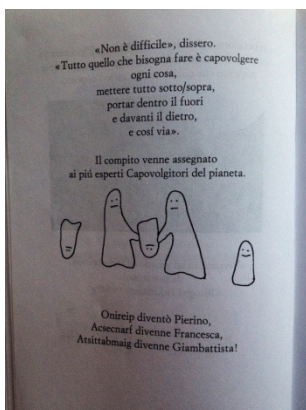 «Non è difficile», dissero.
«Tutto quello che bisogna fare è capovolgere
ogni cosa,
mettere tutto sotto/sopra,
portar dentro il fuori
e davanti il dietro,
e cosí via».
Il compito venne assegnato
ai piú esperti Capovolgitori del pianeta.
Onireip diventò Pierino,
Acsecnarf divenne Francesca,
Atsittabmaig divenne Giambattista!